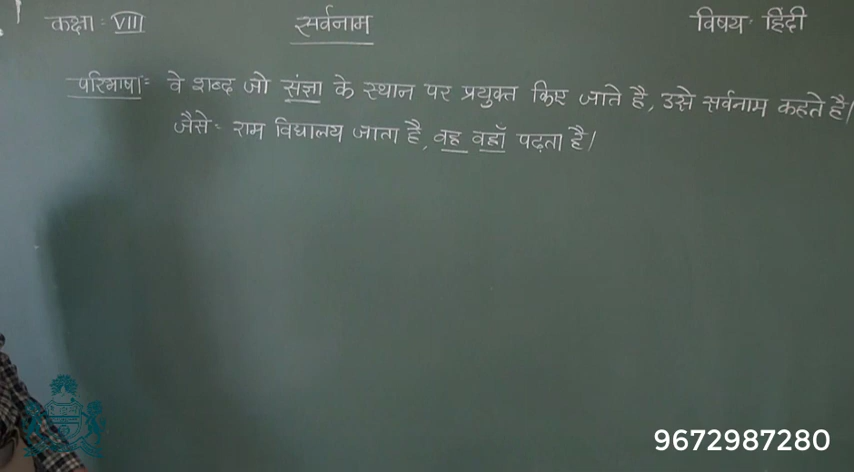 कक्षा:- VIII सर्वनाम विषय- हिंदी
परिभाषा:- वे शब्द जो संज्ञा के स्थान पर प्रयुक्त किए जाते है, उसे सर्वनाम कहते है।
जैसे:- राम विद्यालय जाता है, वह वहाँ पढ़ता है।
9672987280